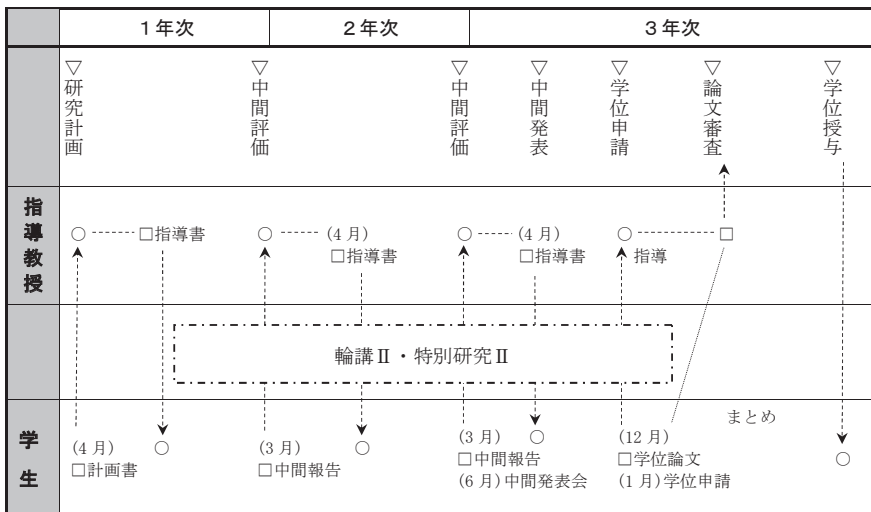 1年次
2年次
3年次
▽研究計画
▽中間評価
▽中間評価
▽中間発表
▽学位申請
▽論文審査
▽学位授与
指導教授
○
□指導書
○
(4月)
□指導書
○
(4月)
□指導書
○
指導
□
輪講Ⅱ・特別研究Ⅱ
学生
(4月)
□計画書
○
(3月)
□中間報告
○
(3月)
□中間報告
(6月)中間発表会
○
(12月)
□学位論文
(1月)学位申請
まとめ
○